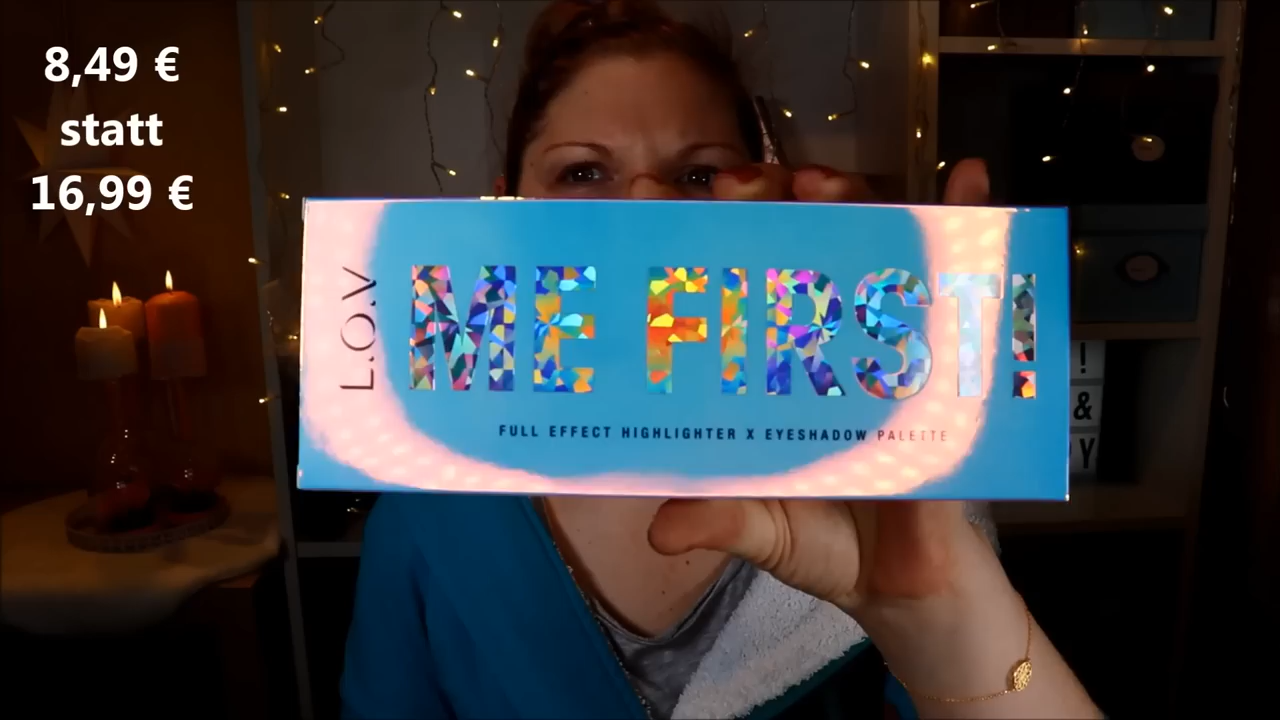 8,49 €
statt
16,99 €
L.O.V
ME FIRST!
FULL EFFECT HIGHLIGHTER X EYESHADOW PALETTE
!
&